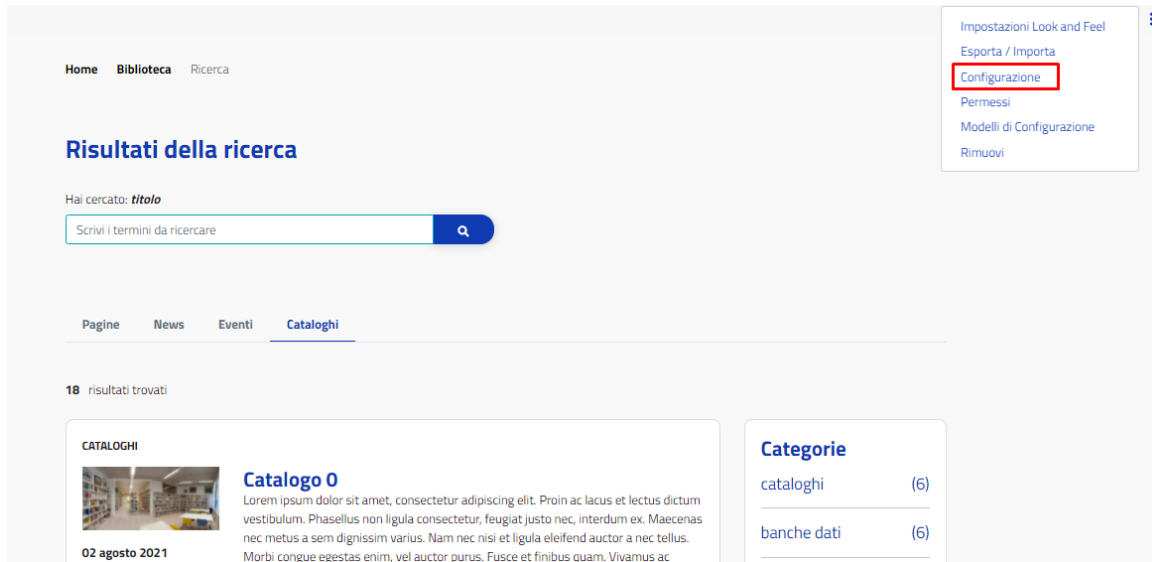 Impostazioni Look and Feel
Esporta / Importa
Configurazione
Permessi
Modelli di Configurazione
Rimuovi
Home Biblioteca Ricerca
Risultati della ricerca
Hai cercato: titolo
Scrivi i termini da ricercare
Pagine News Eventi Cataloghi
18 risultati trovati
CATALOGHI
Catalogo 0
Lorem ipsum dolor sit amet, consectetur adipiscing elit. Proin ac lacus et lectus dictum
vestibulum. Phasellus non ligula consectetur, feugiat justo nec, interdum ex. Maecenas
nec metus a sem dignissim varius. Nam nec nisi et ligula eleifend auctor a nec tellus.
Morbi congue egestas enim, vel auctor purus. Fusce et finibus quam. Vivamus ac
02 agosto 2021
Categorie
cataloghi (6)
banche dati (6)